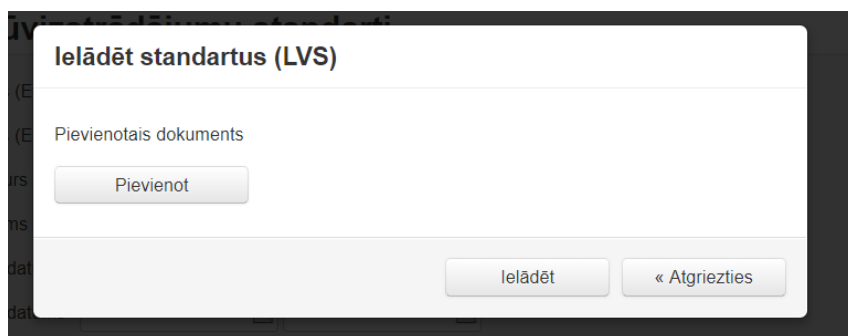 Ielādēt standartus (LVS)
Pievienotais dokuments
Pievienot
Ielādēt
« Atgriezties